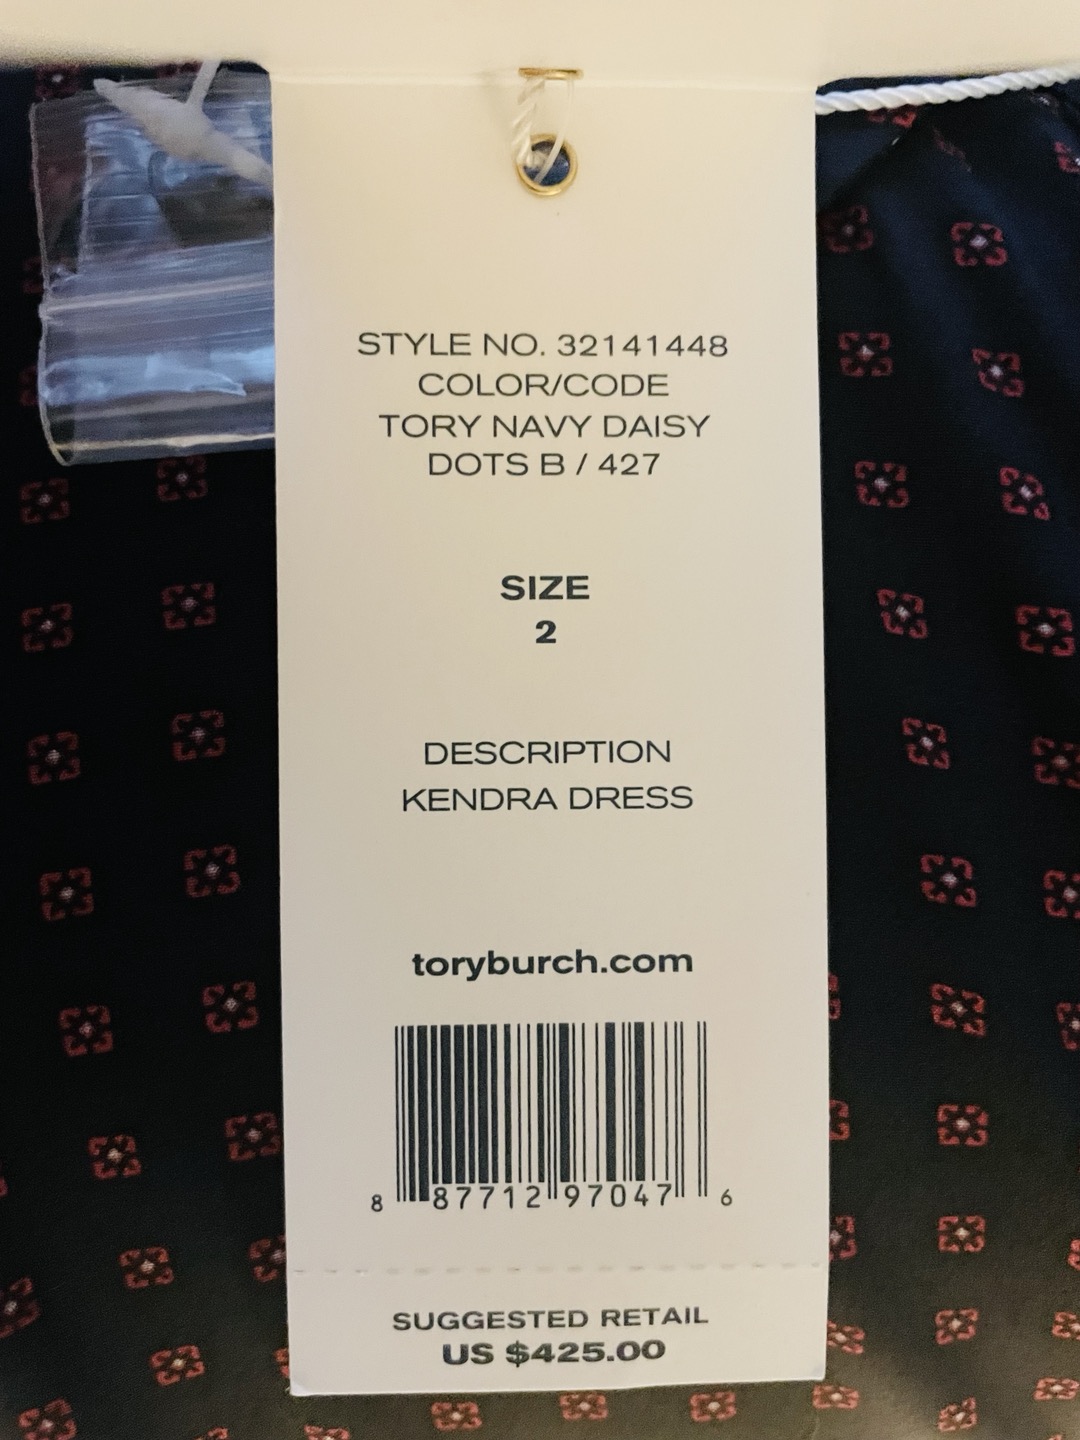 STYLE NO. 32141448
COLOR/CODE
TORY NAVY DAISY
DOTS B / 427
SIZE
2
DESCRIPTION
KENDRA DRESS
toryburch.com
8 87712 97047 6
SUGGESTED RETAIL
US $425.00